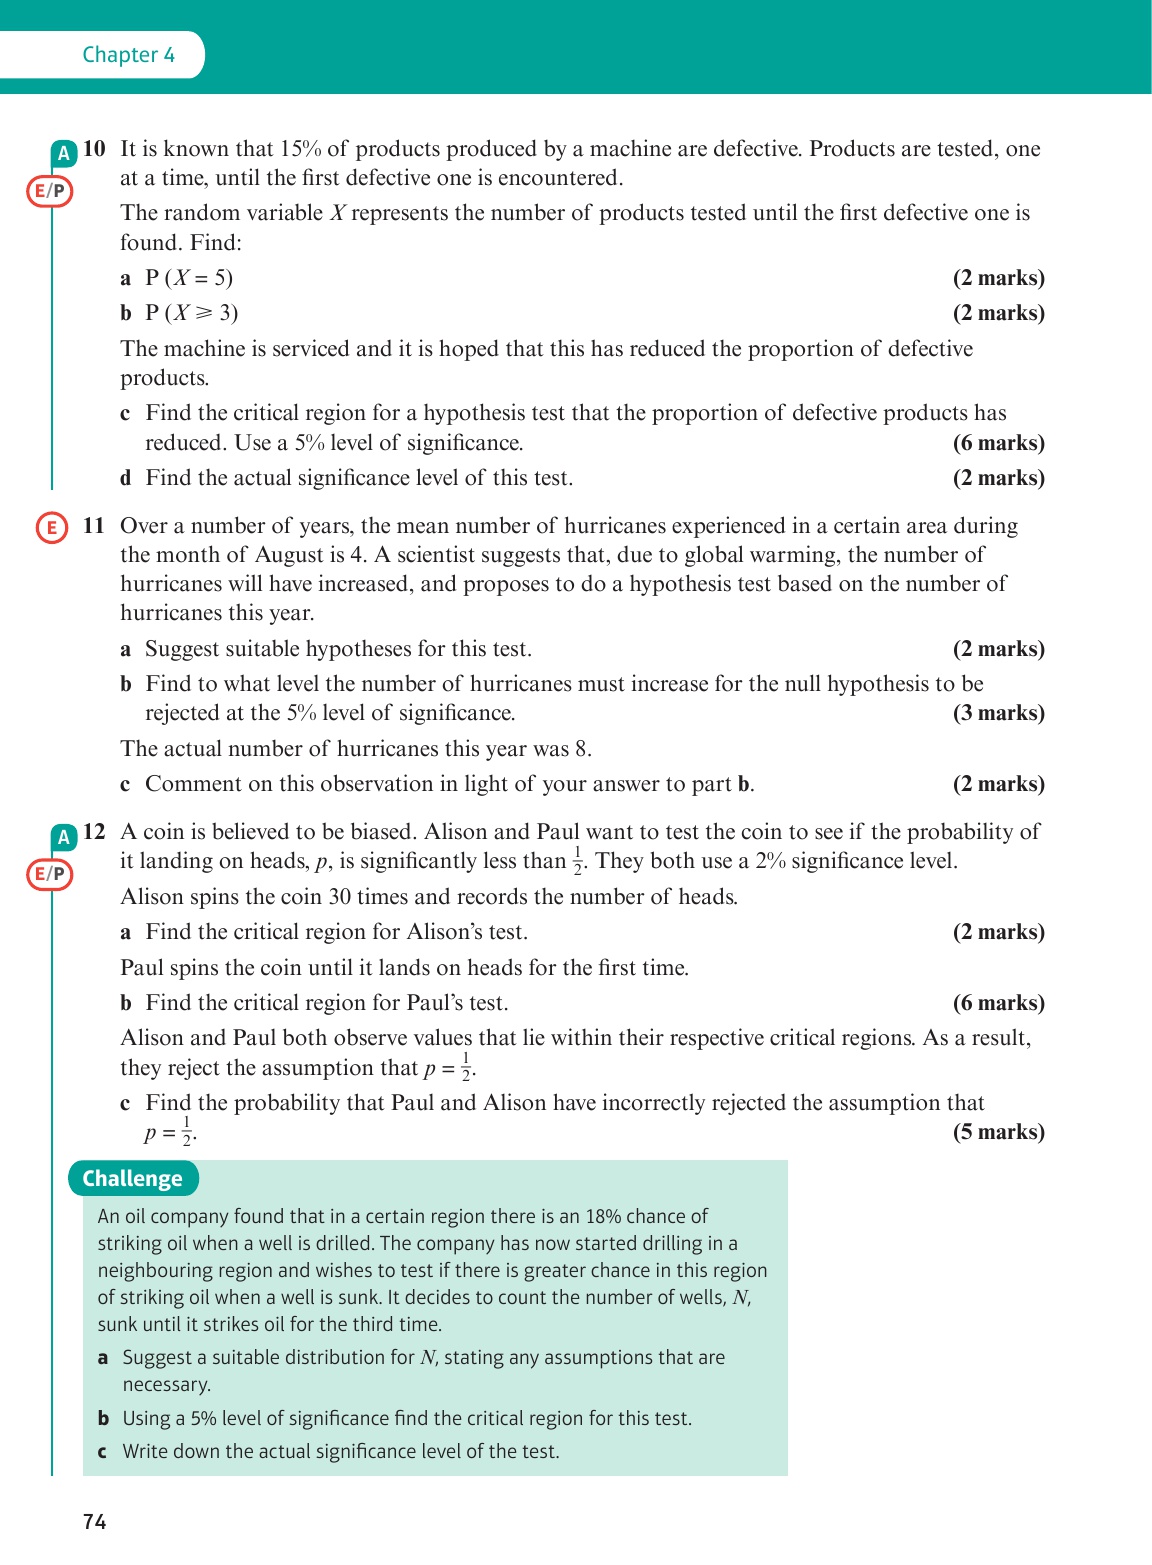 Chapter 4
A 10 It is known that 15% of products produced by a machine are defective. Products are tested, one
E/P at a time, until the first defective one is encountered.
The random variable X represents the number of products tested until the first defective one is
found. Find:
a P (X = 5) (2 marks)
b P (X ⩾ 3) (2 marks)
The machine is serviced and it is hoped that this has reduced the proportion of defective
products.
c Find the critical region for a hypothesis test that the proportion of defective products has
reduced. Use a 5% level of significance. (6 marks)
d Find the actual significance level of this test. (2 marks)
E 11 Over a number of years, the mean number of hurricanes experienced in a certain area during
the month of August is 4. A scientist suggests that, due to global warming, the number of
hurricanes will have increased, and proposes to do a hypothesis test based on the number of
hurricanes this year.
a Suggest suitable hypotheses for this test. (2 marks)
b Find to what level the number of hurricanes must increase for the null hypothesis to be
rejected at the 5% level of significance. (3 marks)
The actual number of hurricanes this year was 8.
c Comment on this observation in light of your answer to part b. (2 marks)
A 12 A coin is believed to be biased. Alison and Paul want to test the coin to see if the probability of
E/P it landing on heads, p, is significantly less than 1/2. They both use a 2% significance level.
Alison spins the coin 30 times and records the number of heads.
a Find the critical region for Alison's test. (2 marks)
Paul spins the coin until it lands on heads for the first time.
b Find the critical region for Paul's test. (6 marks)
Alison and Paul both observe values that lie within their respective critical regions. As a result,
they reject the assumption that p = 1/2.
c Find the probability that Paul and Alison have incorrectly rejected the assumption that
p = 1/2. (5 marks)
Challenge
An oil company found that in a certain region there is an 18% chance of
striking oil when a well is drilled. The company has now started drilling in a
neighbouring region and wishes to test if there is greater chance in this region
of striking oil when a well is sunk. It decides to count the number of wells, N,
sunk until it strikes oil for the third time.
a Suggest a suitable distribution for N, stating any assumptions that are
necessary.
b Using a 5% level of significance find the critical region for this test.
c Write down the actual significance level of the test.
74